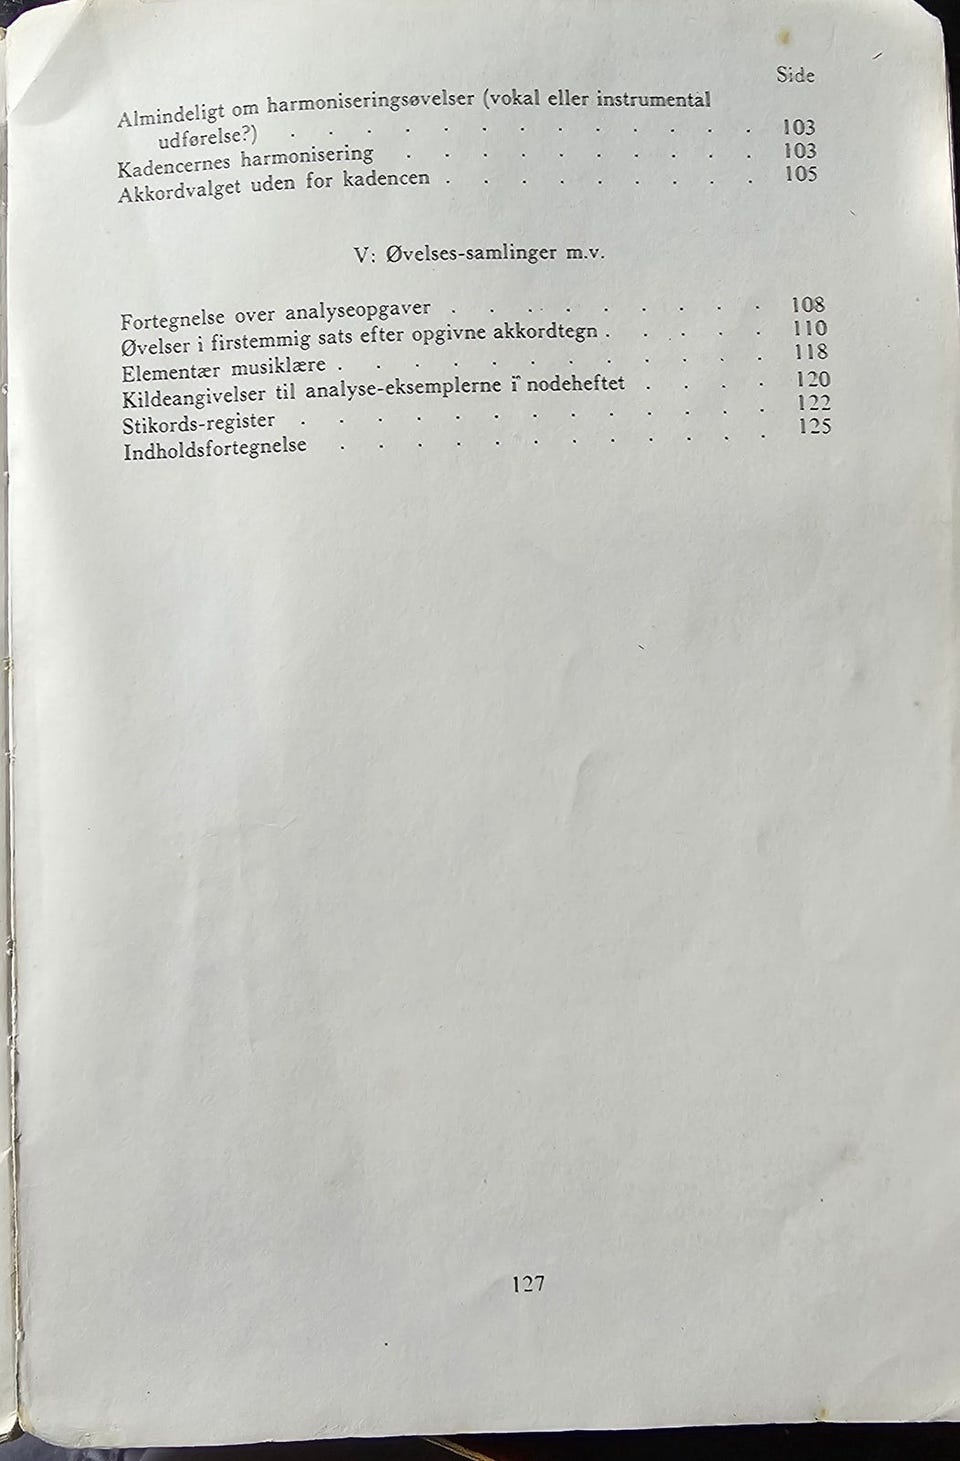 Side
Almindeligt om harmoniseringsøvelser (vokal eller instrumental
udførelse?) . . . . . . . . . . . . . 103
Kadencernes harmonisering . . . . . . . . . . 103
Akkordvalget uden for kadencen . . . . . . . . . 105
V: Øvelses-samlinger m.v.
Fortegnelse over analyseopgaver . . . . . . . . . 108
Øvelser i firstemmig sats efter opgivne akkordtegn . . . . . 110
Elementær musiklære . . . . . . . . . . . . 118
Kildeangivelser til analyse-eksemplerne i nodeheftet . . . . 120
Stikords-register . . . . . . . . . . . . . 122
Indholdsfortegnelse . . . . . . . . . . . . 125
127